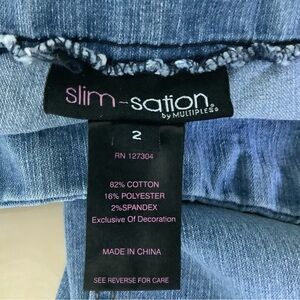 slim-sation®
by MULTIPLES
2
RN 127304
82% COTTON
16% POLYESTER
2%SPANDEX
Exclusive Of Decoration
MADE IN CHINA
SEE REVERSE FOR CARE